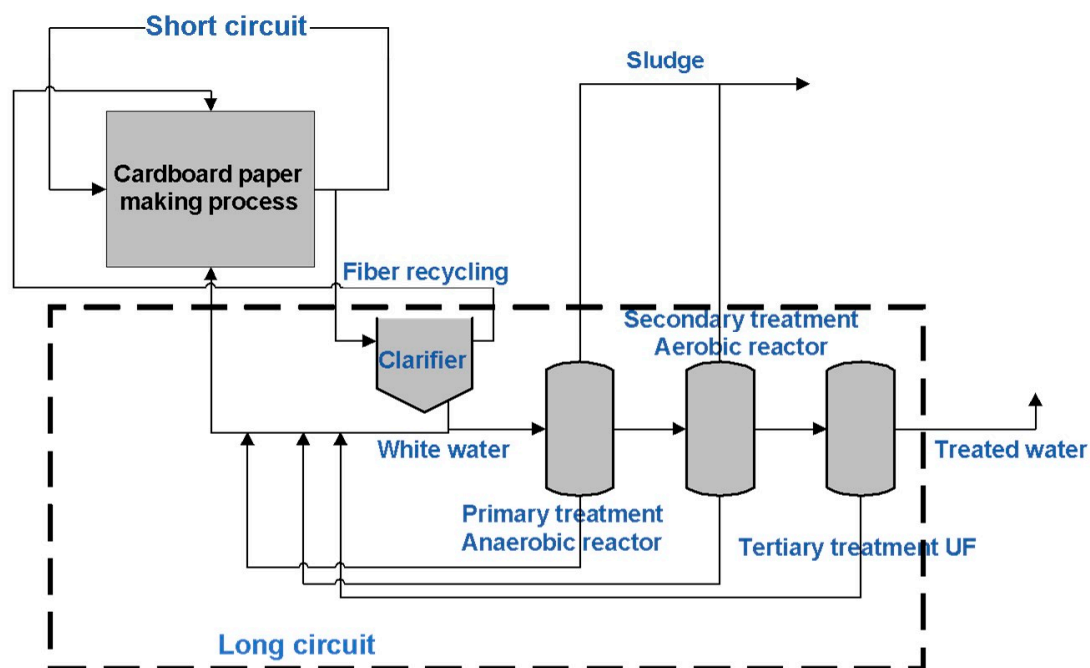 Short circuit
Sludge
Cardboard paper
making process
Fiber recycling
Secondary treatment
Aerobic reactor
Clarifier
White water
Treated water
Primary treatment
Anaerobic reactor
Tertiary treatment UF
Long circuit